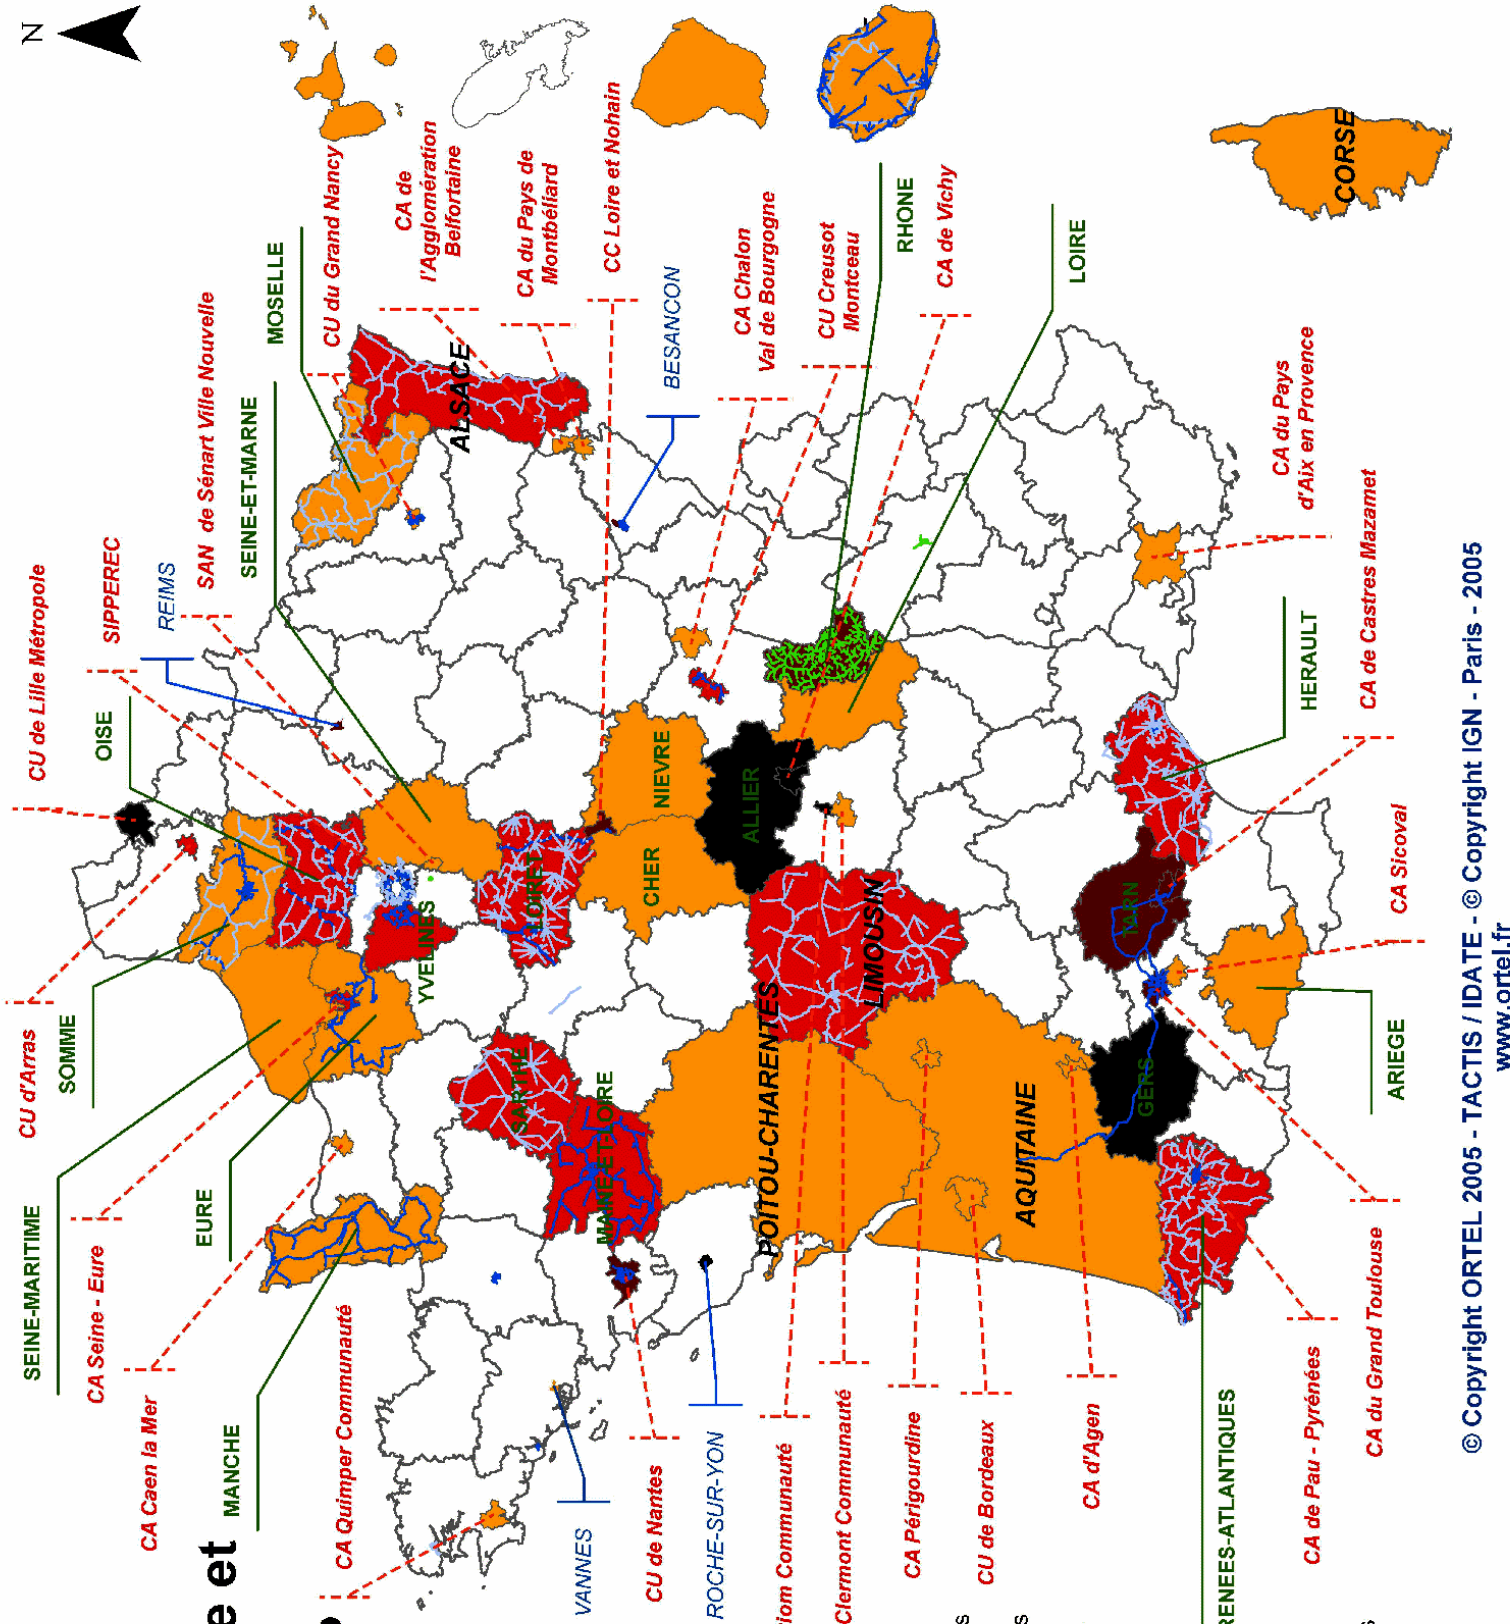 N
CU de Lille Métropole
SIPPEREC
REIMS
SAN de Sénart Ville Nouvelle
SEINE-ET-MARNE
MOSELLE
CU du Grand Nancy
CA de
l'Agglomération
Belfortaine
CA du Pays de
Montbéliard
CC Loire et Nohain
BESANCON
CA Chalon
Val de Bourgogne
CU Creusot
Montceau
RHONE
CA de Vichy
LOIRE
CORSE
CA du Pays
d'Aix en Provence
CA de Castres Mazamet
HERAULT
CA Sicoval
ARIEGE
OISE
CU d'Arras
SOMME
SEINE-MARITIME
CA Seine - Eure
EURE
CA Caen la Mer
MANCHE
CA Quimper Communauté
ALSACE
YVELINES
LOIRET
NIEVRE
CHER
ALLIER
SARTHE
MAINE-ET-LOIRE
POITOU-CHARENTES
LIMOUSIN
AQUITAINE
TARN
GERS
VANNES
CU de Nantes
ROCHE-SUR-YON
iom Communauté
Clermont Communauté
CA Périgourdine
CU de Bordeaux
CA d'Agen
RENEES-ATLANTIQUES
CA de Pau - Pyrénées
CA du Grand Toulouse
e et
s
s
s
© Copyright ORTEL 2005 - TACTIS / IDATE - © Copyright IGN - Paris - 2005
www.ortel.fr